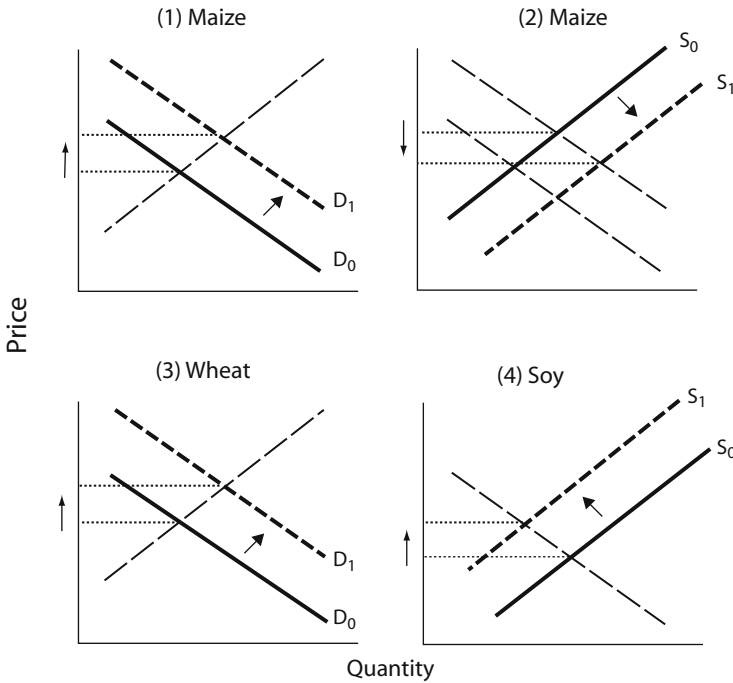 (1) Maize
D1
D0
(2) Maize
S0
S1
Price
(3) Wheat
D1
D0
(4) Soy
S1
S0
Quantity